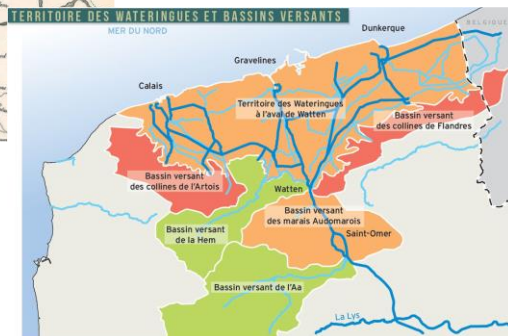 TERRITOIRE DES WATERINGUES ET BASSINS VERSANTS
MER DU NORD
BELGIQUE
Dunkerque
Gravelines
Calais
Territoire des Wateringues
à l'aval de Watten
Bassin versant
des collines de Flandres
Bassin versant
des collines de l'Artois
Watten
Bassin versant
des marais Audomarois
Bassin versant
de la Hem
Saint-Omer
Bassin versant de l'Aa
La Lys